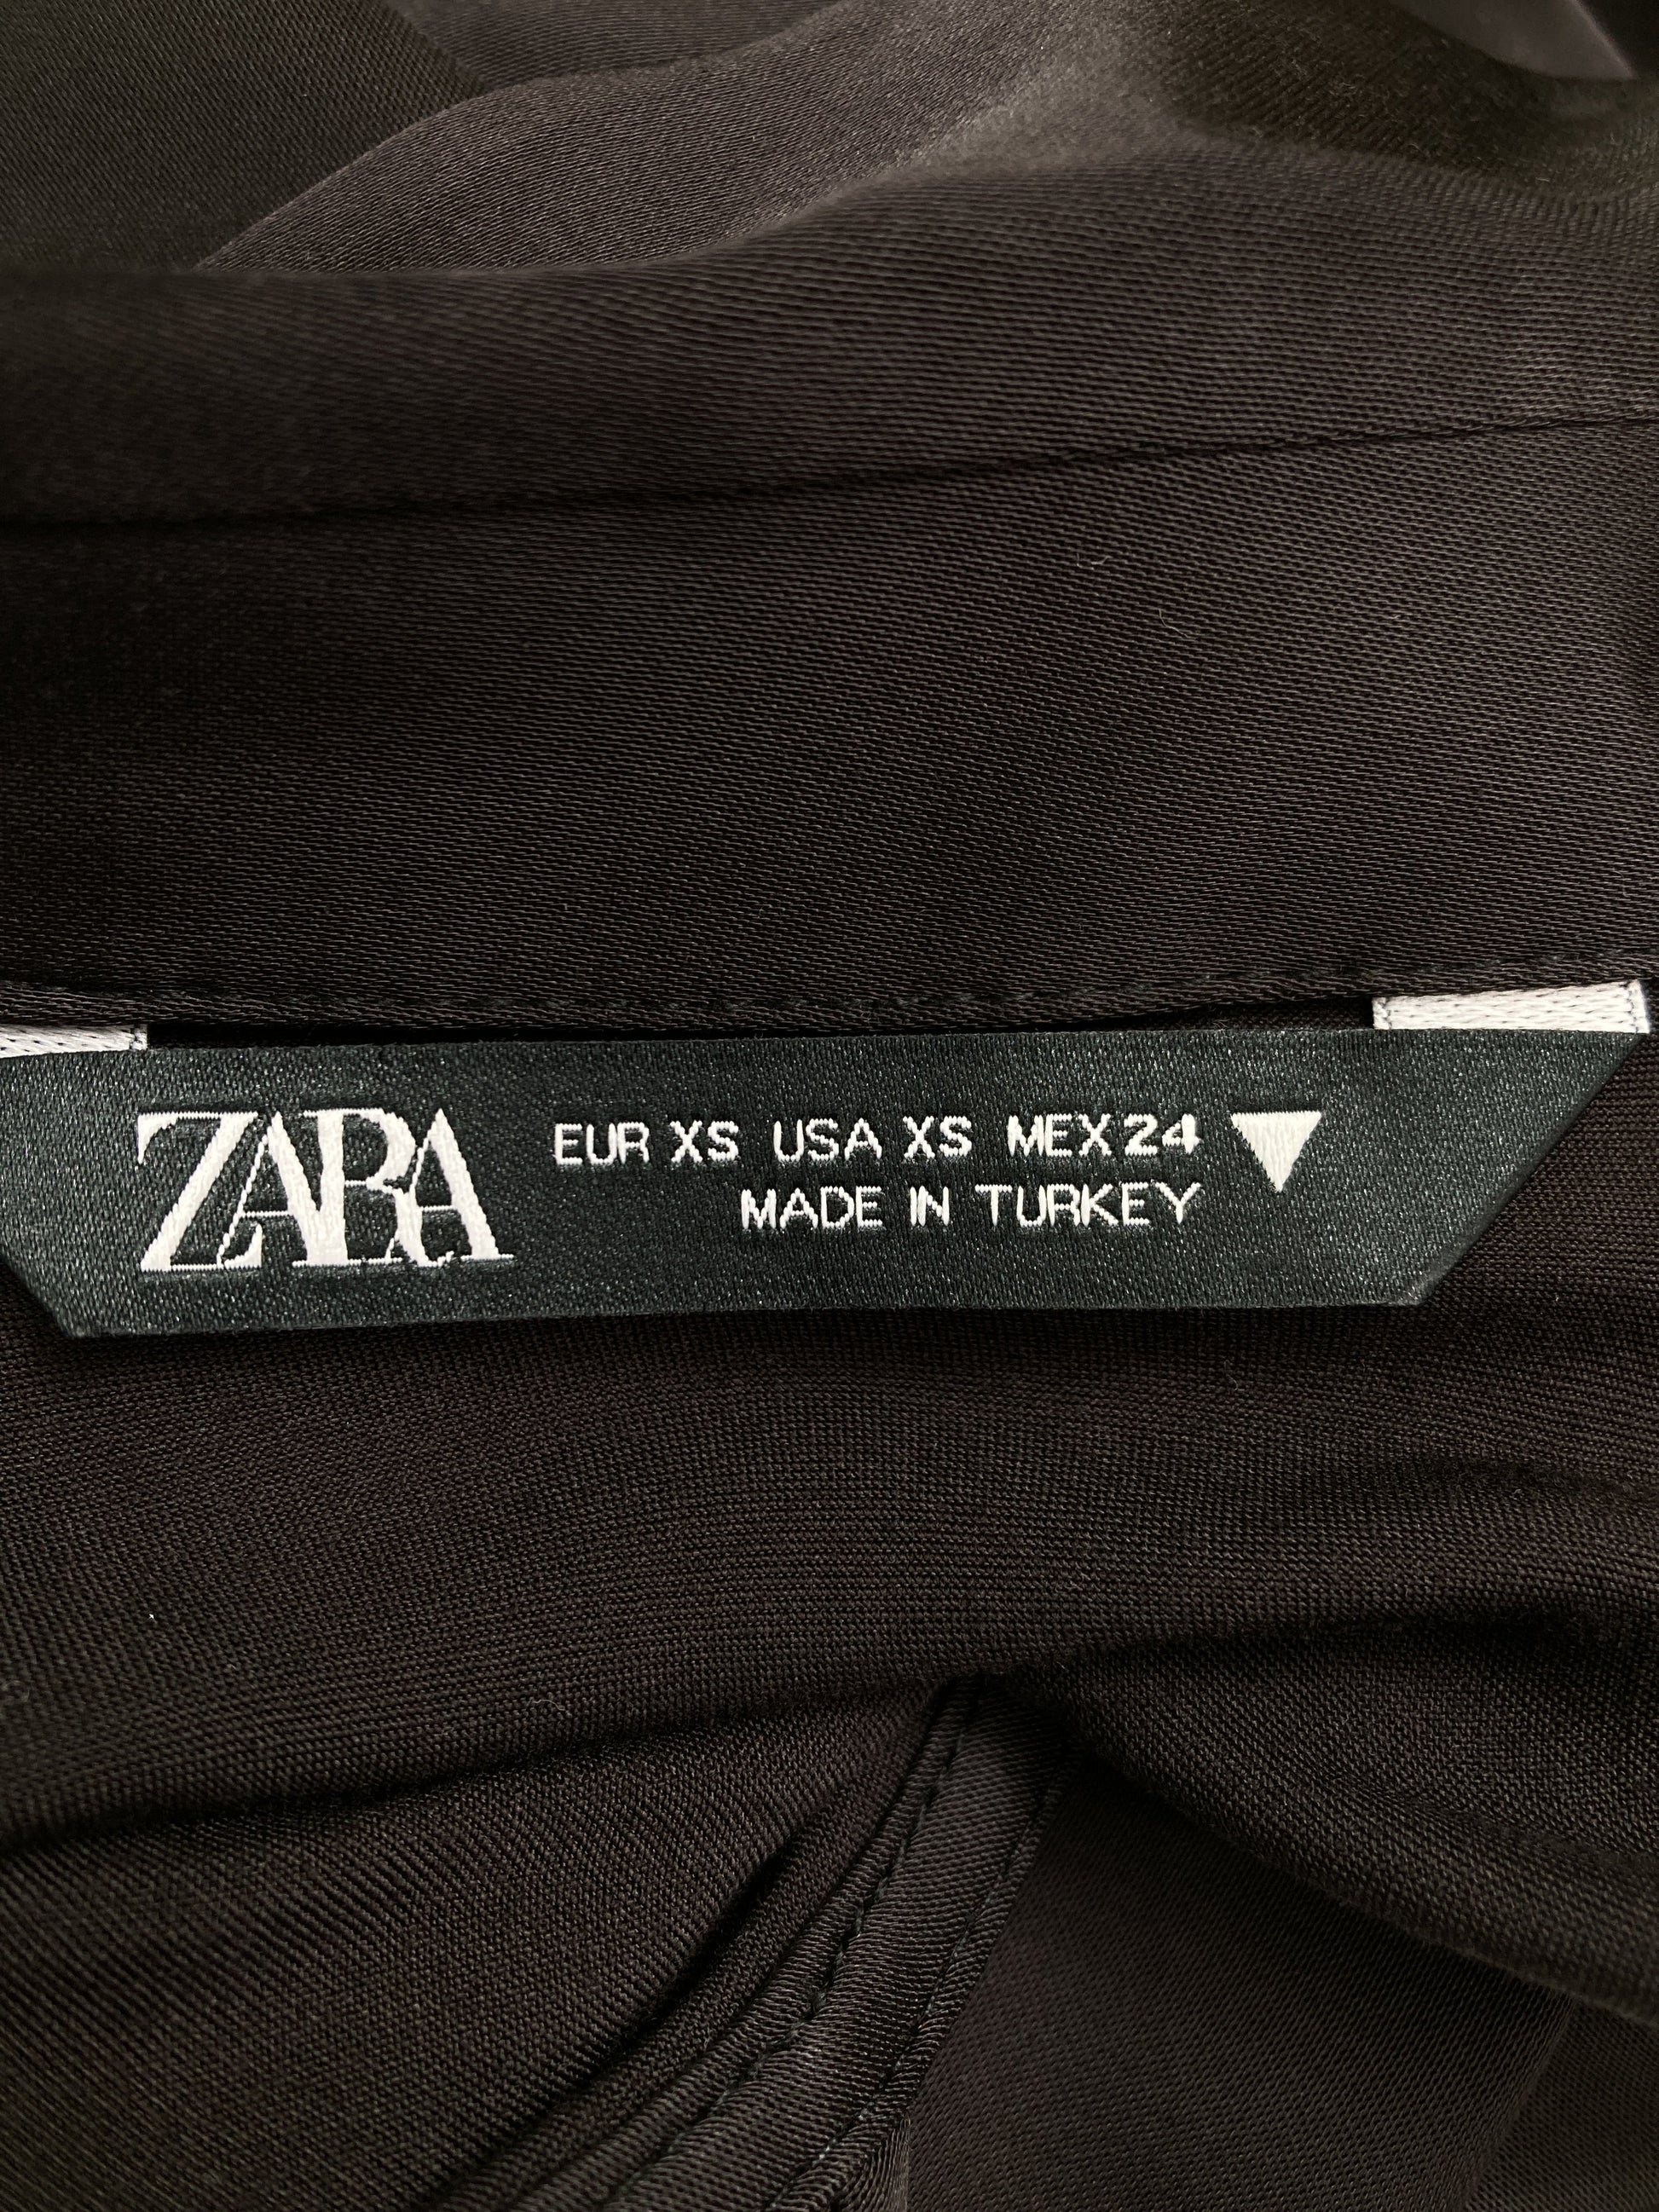 ZARA
EUR XS USA XS MEX 24
MADE IN TURKEY